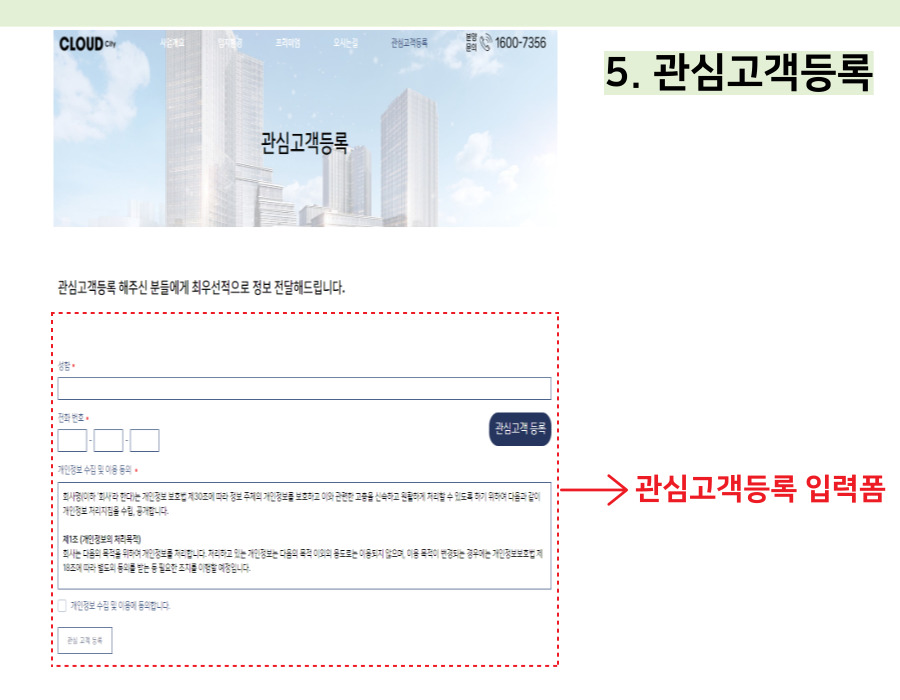 CLOUD City
사업개요 입지환경 프리미엄 오시는길 관심고객등록
분양문의 1600-7356
5. 관심고객등록
관심고객등록
관심고객등록 해주신 분들에게 최우선적으로 정보 전달해드립니다.
성함 *
전화 번호 *
- -
관심고객 등록
개인정보 수집 및 이용 동의 *
회사명(이하 '회사'라 한다)는 개인정보 보호법 제30조에 따라 정보 주체의 개인정보를 보호하고 이와 관련한 고충을 신속하고 원활하게 처리할 수 있도록 하기 위하여 다음과 같이
개인정보 처리지침을 수립, 공개합니다.
제1조 (개인정보의 처리목적)
회사는 다음의 목적을 위하여 개인정보를 처리합니다. 처리하고 있는 개인정보는 다음의 목적 이외의 용도로는 이용되지 않으며, 이용 목적이 변경되는 경우에는 개인정보보호법 제
18조에 따라 별도의 동의를 받는 등 필요한 조치를 이행할 예정입니다.
관심고객등록 입력폼
개인정보 수집 및 이용에 동의합니다.
관심 고객 등록